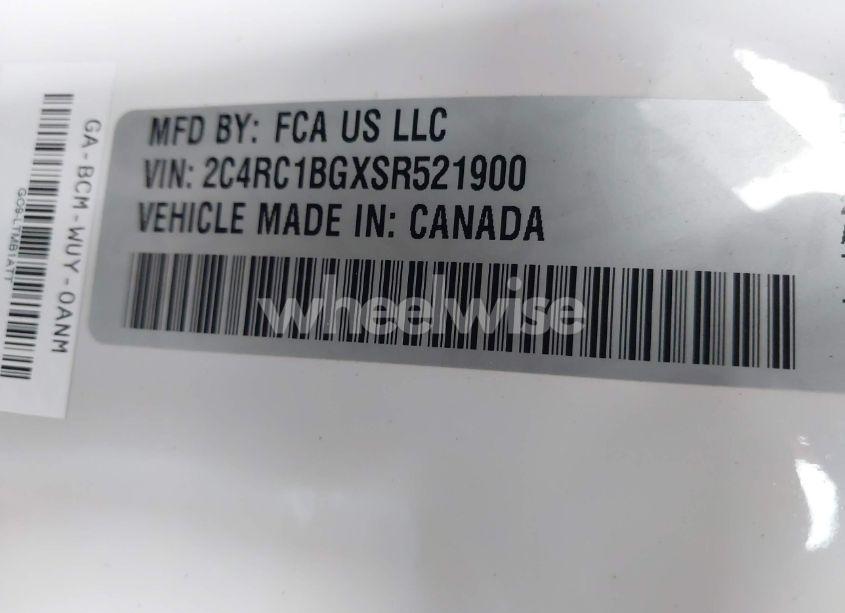 MFD BY: FCA US LLC
VIN: 2C4RC1BGXSR521900
VEHICLE MADE IN: CANADA
wheelwise
GA-BCM-WUY-0ANM